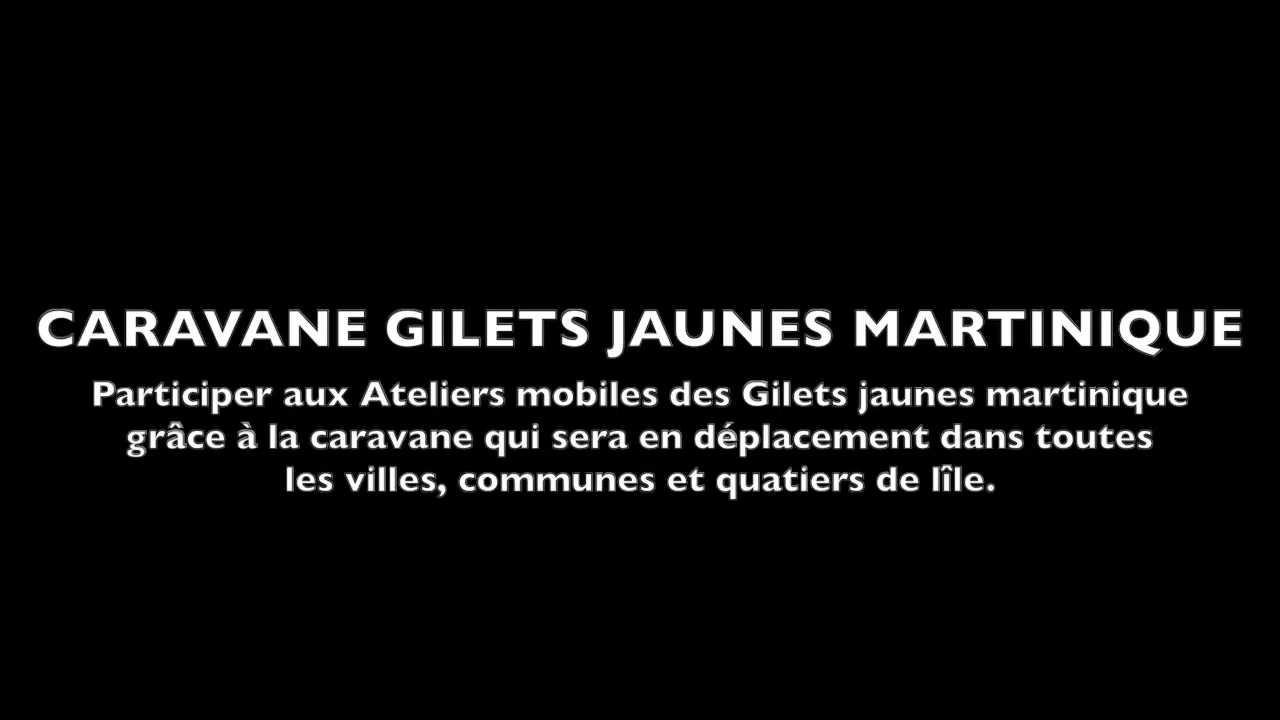 CARAVANE GILETS JAUNES MARTINIQUE
Participer aux Ateliers mobiles des Gilets jaunes martinique
grâce à la caravane qui sera en déplacement dans toutes
les villes, communes et quatiers de lîle.